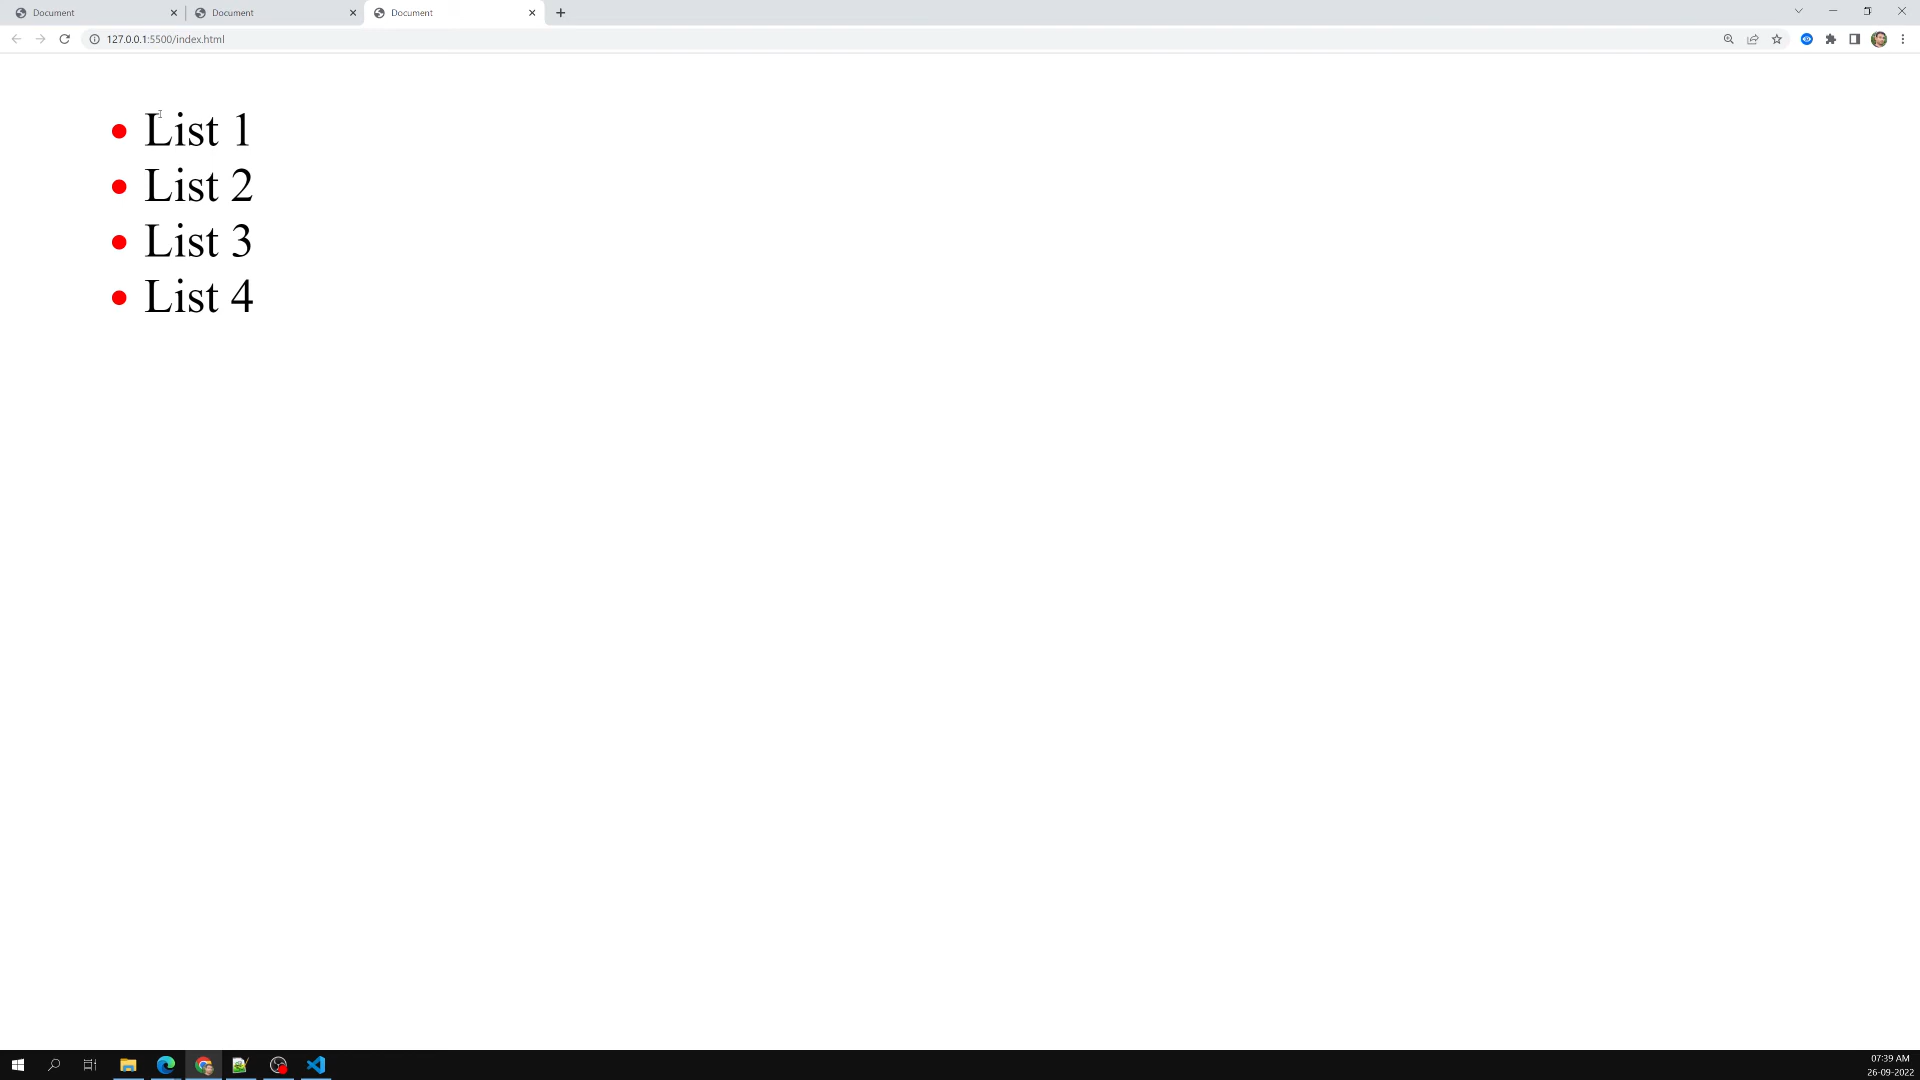 Document
Document
Document
127.0.0.1:5500/index.html
List 1
List 2
List 3
List 4
07:39 AM
26-09-2022